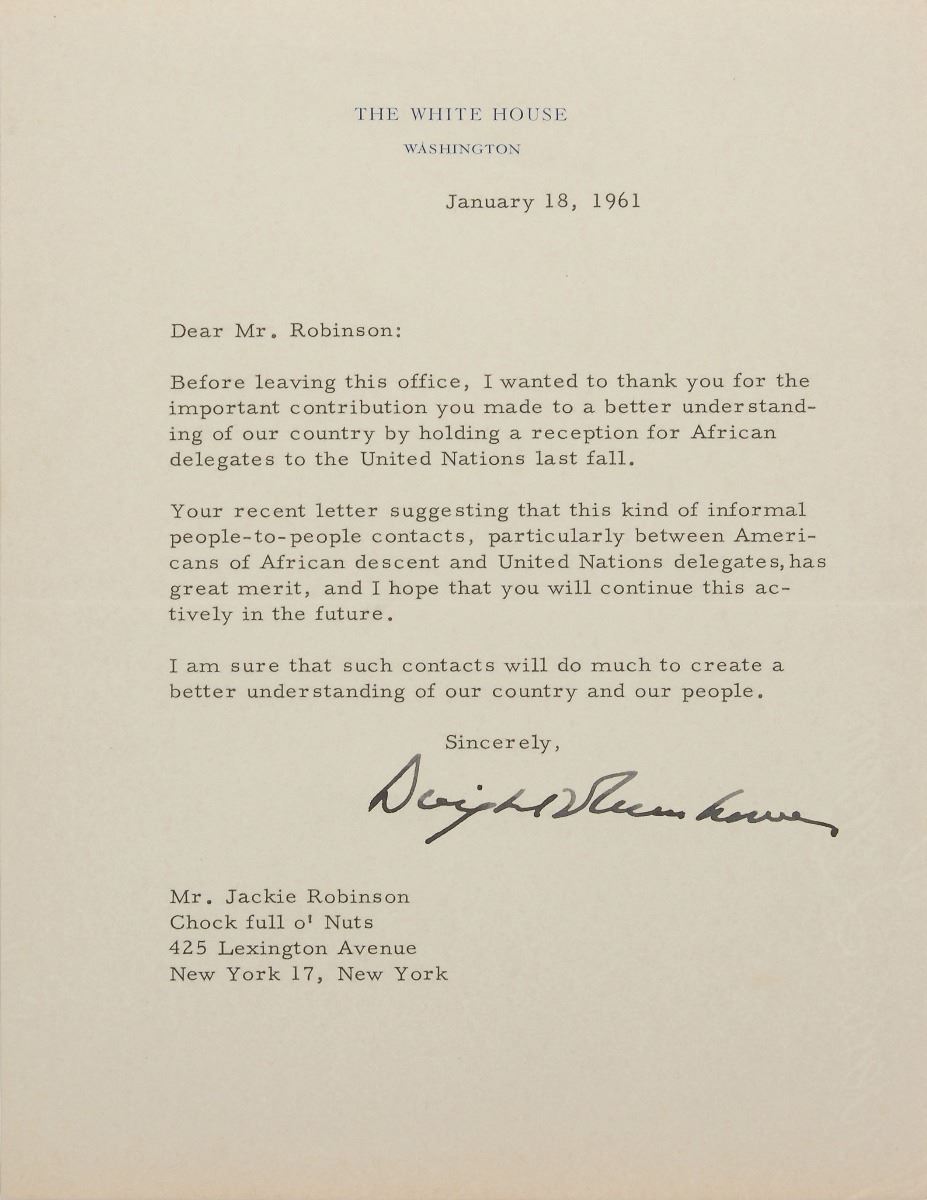 THE WHITE HOUSE
WASHINGTON
January 18, 1961
Dear Mr. Robinson:
Before leaving this office, I wanted to thank you for the
important contribution you made to a better understand-
ing of our country by holding a reception for African
delegates to the United Nations last fall.
Your recent letter suggesting that this kind of informal
people-to-people contacts, particularly between Ameri-
cans of African descent and United Nations delegates, has
great merit, and I hope that you will continue this ac-
tively in the future.
I am sure that such contacts will do much to create a
better understanding of our country and our people.
Sincerely,
Dwight D Eisenhower
Mr. Jackie Robinson
Chock full o' Nuts
425 Lexington Avenue
New York 17, New York